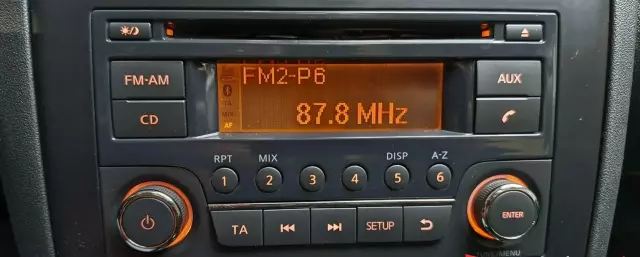 FM2-P6
87.8 MHz
AF
FM·AM
CD
AUX
RPT
MIX
DISP
A-Z
1
2
3
4
5
6
TA
SETUP
ENTER